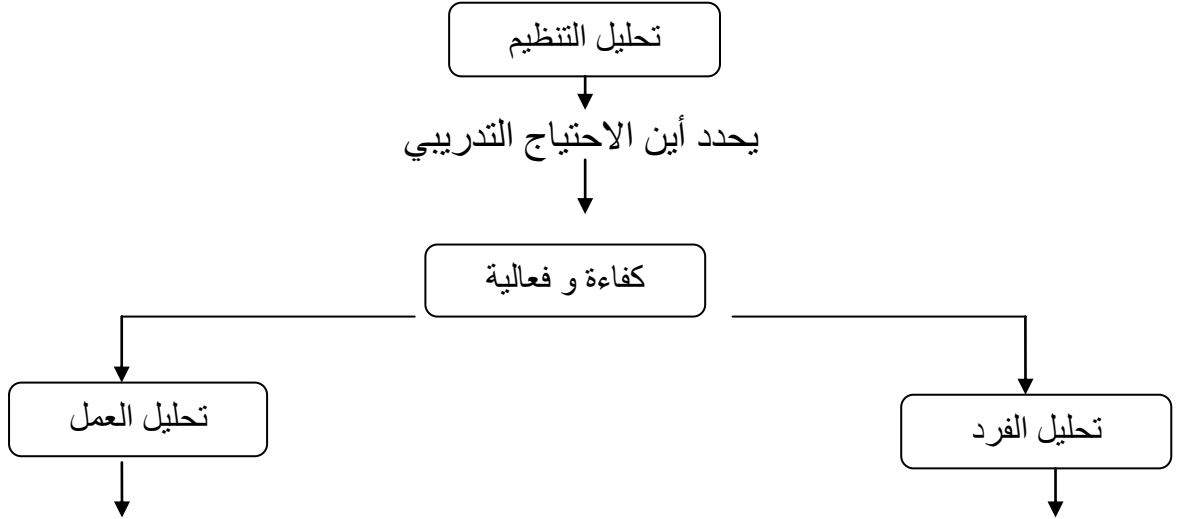 تحليل التنظيم
يحدد أين الاحتياج التدريبي
كفاءة و فعالية
تحليل الفرد
تحليل العمل